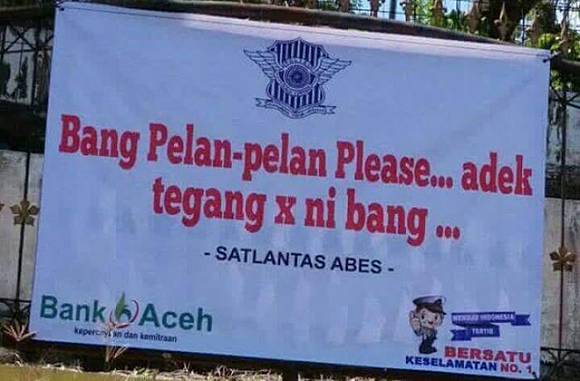 Bang Pelan-pelan Please... adek
tegang x ni bang ...
- SATLANTAS ABES -
Bank Aceh
kepercayaan dan kemitraan
MENUJU INDONESIA
TERTIB
BERSATU
KESELAMATAN NO. 1